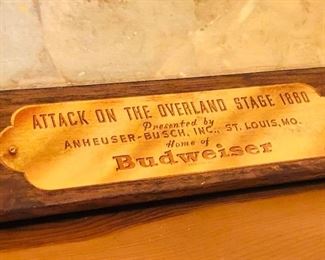 ATTACK ON THE OVERLAND STAGE 1860
Presented by
ANHEUSER-BUSCH, INC., ST. LOUIS, MO.
Home of
Budweiser